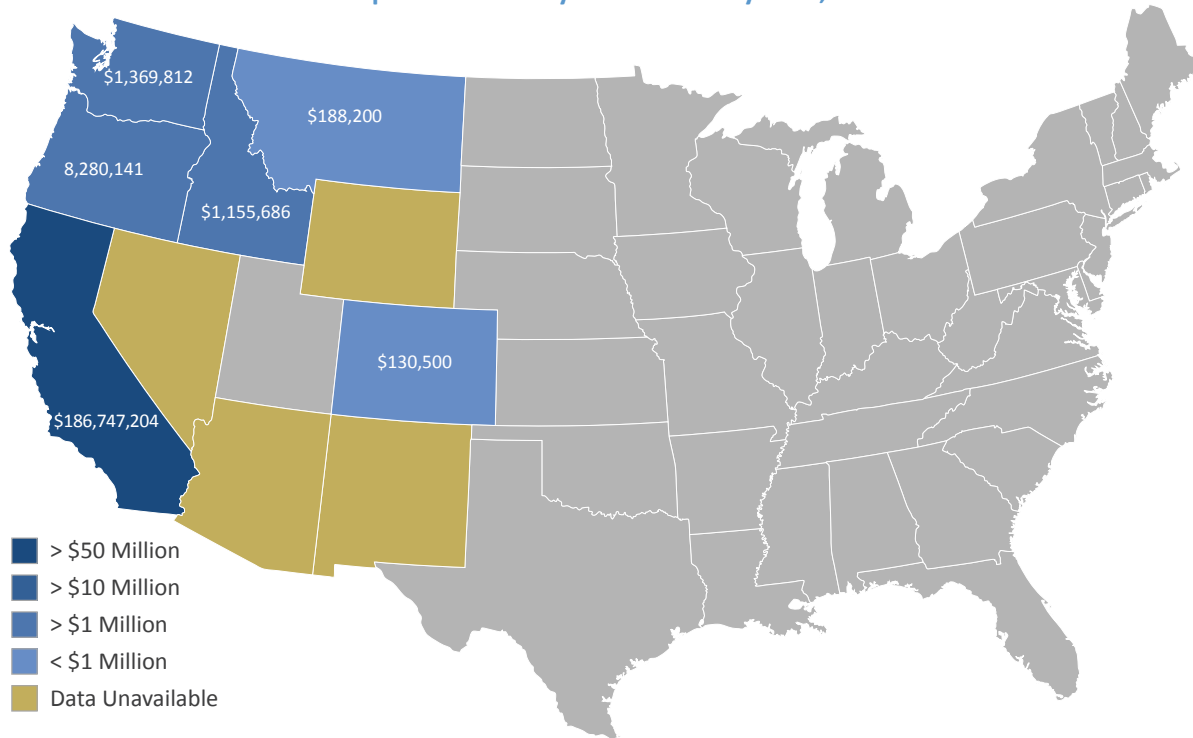 $1,369,812
$188,200
8,280,141
$1,155,686
$130,500
$186,747,204
> $50 Million
> $10 Million
> $1 Million
< $1 Million
Data Unavailable